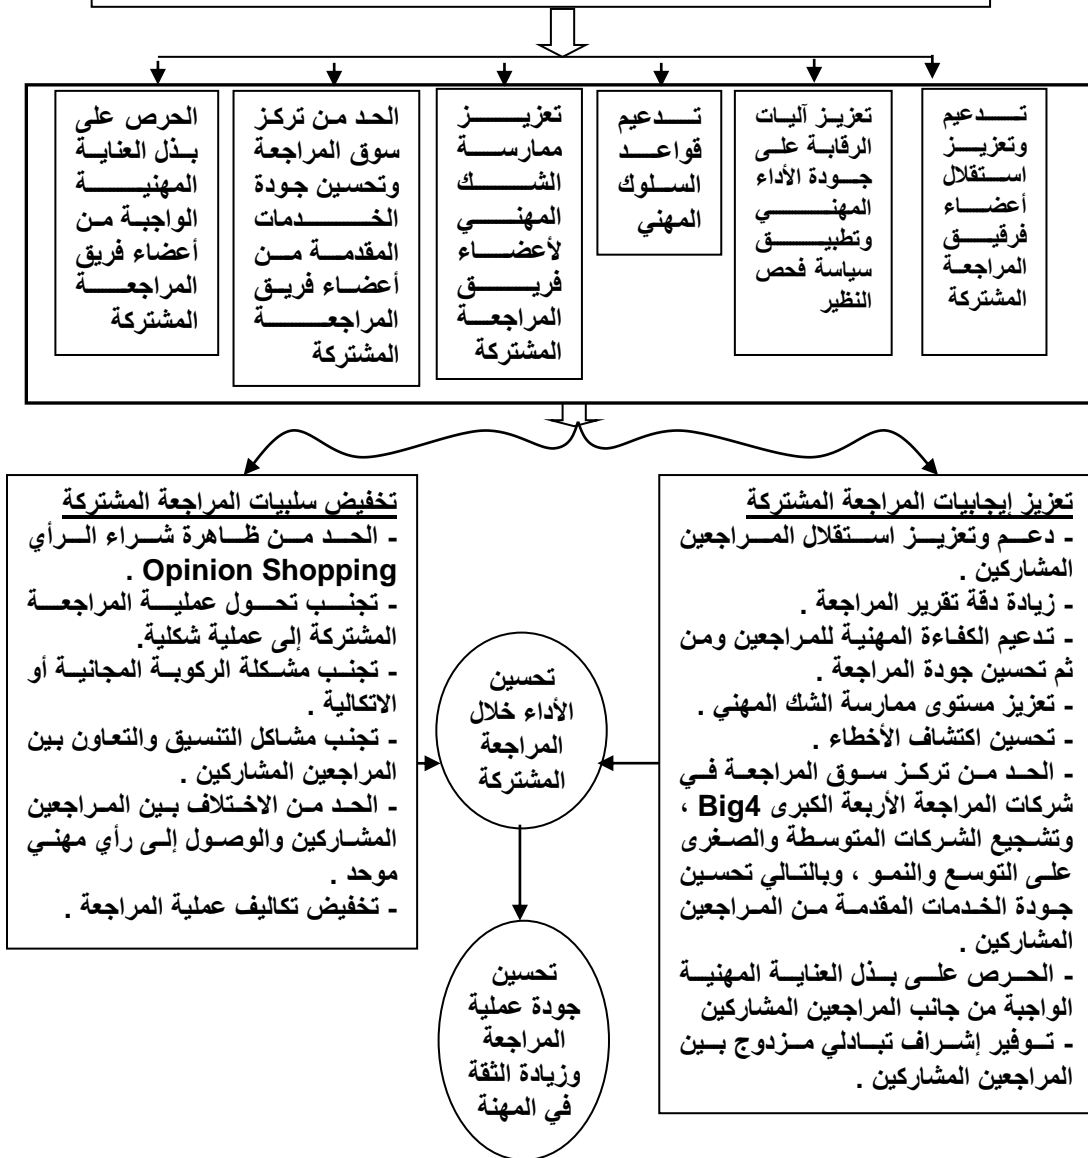 تدعيم
وتعزيز
استقلال
أعضاء
فرقيق
المراجعة
المشتركة
تعزيز آليات
الرقابة على
جودة الأداء
المهني
وتطبيق
سياسة فحص
النظير
تدعيم
قواعد
السلوك
المهني
تعزيز
ممارسة
الشك
المهني
لأعضاء
فريق
المراجعة
المشتركة
الحد من تركز
سوق المراجعة
وتحسين جودة
الخدمات
المقدمة من
أعضاء فريق
المراجعة
المشتركة
الحرص على
بذل العناية
المهنية
الواجبة من
أعضاء فريق
المراجعة
المشتركة
تعزيز إيجابيات المراجعة المشتركة
- دعم وتعزيز استقلال المراجعين
المشاركين .
- زيادة دقة تقرير المراجعة .
- تدعيم الكفاءة المهنية للمراجعين ومن
ثم تحسين جودة المراجعة .
- تعزيز مستوى ممارسة الشك المهني .
- تحسين اكتشاف الأخطاء .
- الحد من تركز سوق المراجعة في
شركات المراجعة الأربعة الكبرى Big4 ،
وتشجيع الشركات المتوسطة والصغرى
على التوسع والنمو ، وبالتالي تحسين
جودة الخدمات المقدمة من المراجعين
المشاركين .
- الحرص على بذل العناية المهنية
الواجبة من جانب المراجعين المشاركين
- توفير إشراف تبادلي مزدوج بين
المراجعين المشاركين .
تخفيض سلبيات المراجعة المشتركة
- الحد من ظاهرة شراء الرأي
Opinion Shopping .
- تجنب تحول عملية المراجعة
المشتركة إلى عملية شكلية.
- تجنب مشكلة الركوبة المجانية أو
الاتكالية .
- تجنب مشاكل التنسيق والتعاون بين
المراجعين المشاركين .
- الحد من الاختلاف بين المراجعين
المشاركين والوصول إلى رأي مهني
موحد .
- تخفيض تكاليف عملية المراجعة .
تحسين
الأداء خلال
المراجعة
المشتركة
تحسين
جودة عملية
المراجعة
وزيادة الثقة
في المهنة